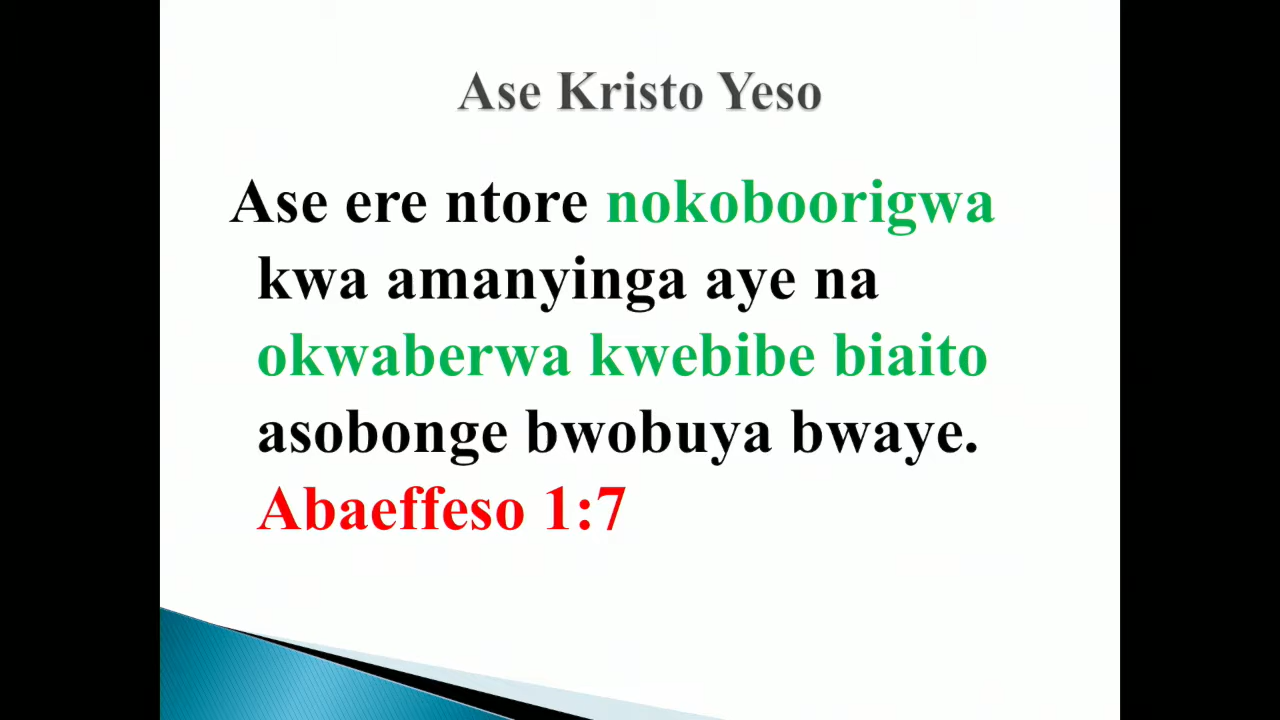 Ase Kristo Yeso
Ase ere ntore nokoboorigwa
kwa amanyinga aye na
okwaberwa kwebibe biaito
asobonge bwobuya bwaye.
Abaeffeso 1:7